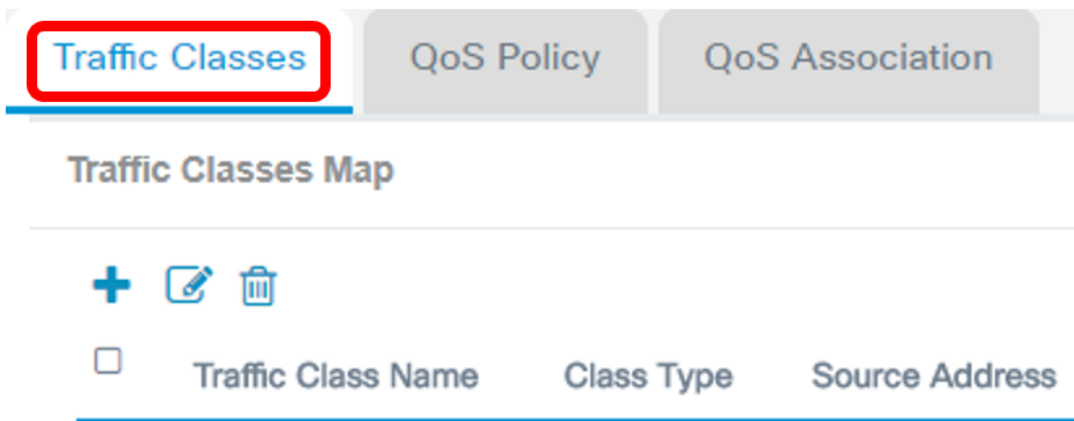 Traffic Classes QoS Policy QoS Association
Traffic Classes Map
Traffic Class Name Class Type Source Address